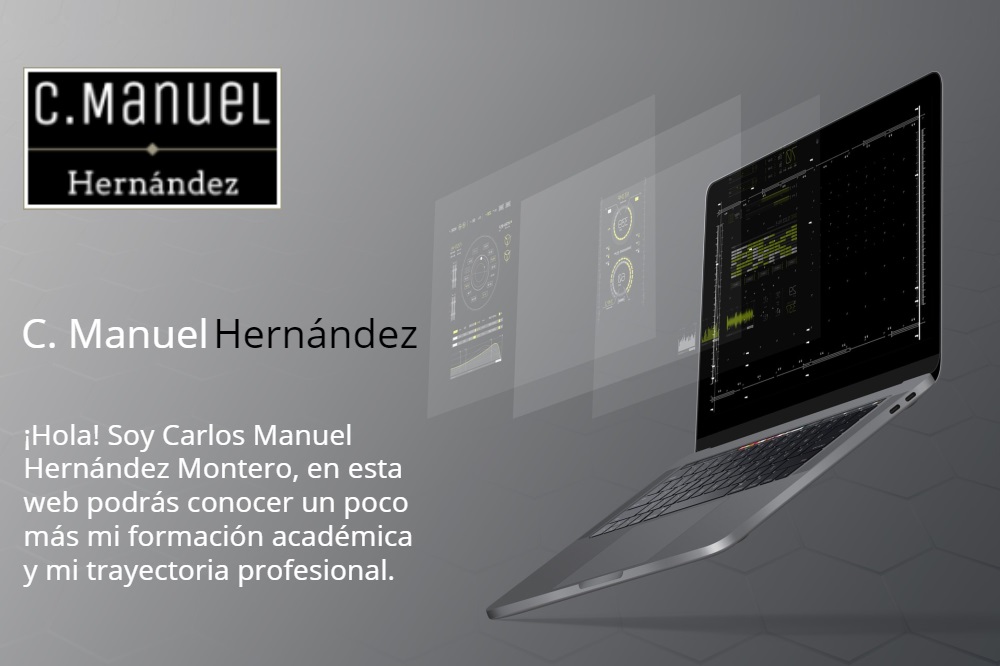 C.Manuel
Hernández
C. Manuel Hernández
¡Hola! Soy Carlos Manuel
Hernández Montero, en esta
web podrás conocer un poco
más mi formación académica
y mi trayectoria profesional.